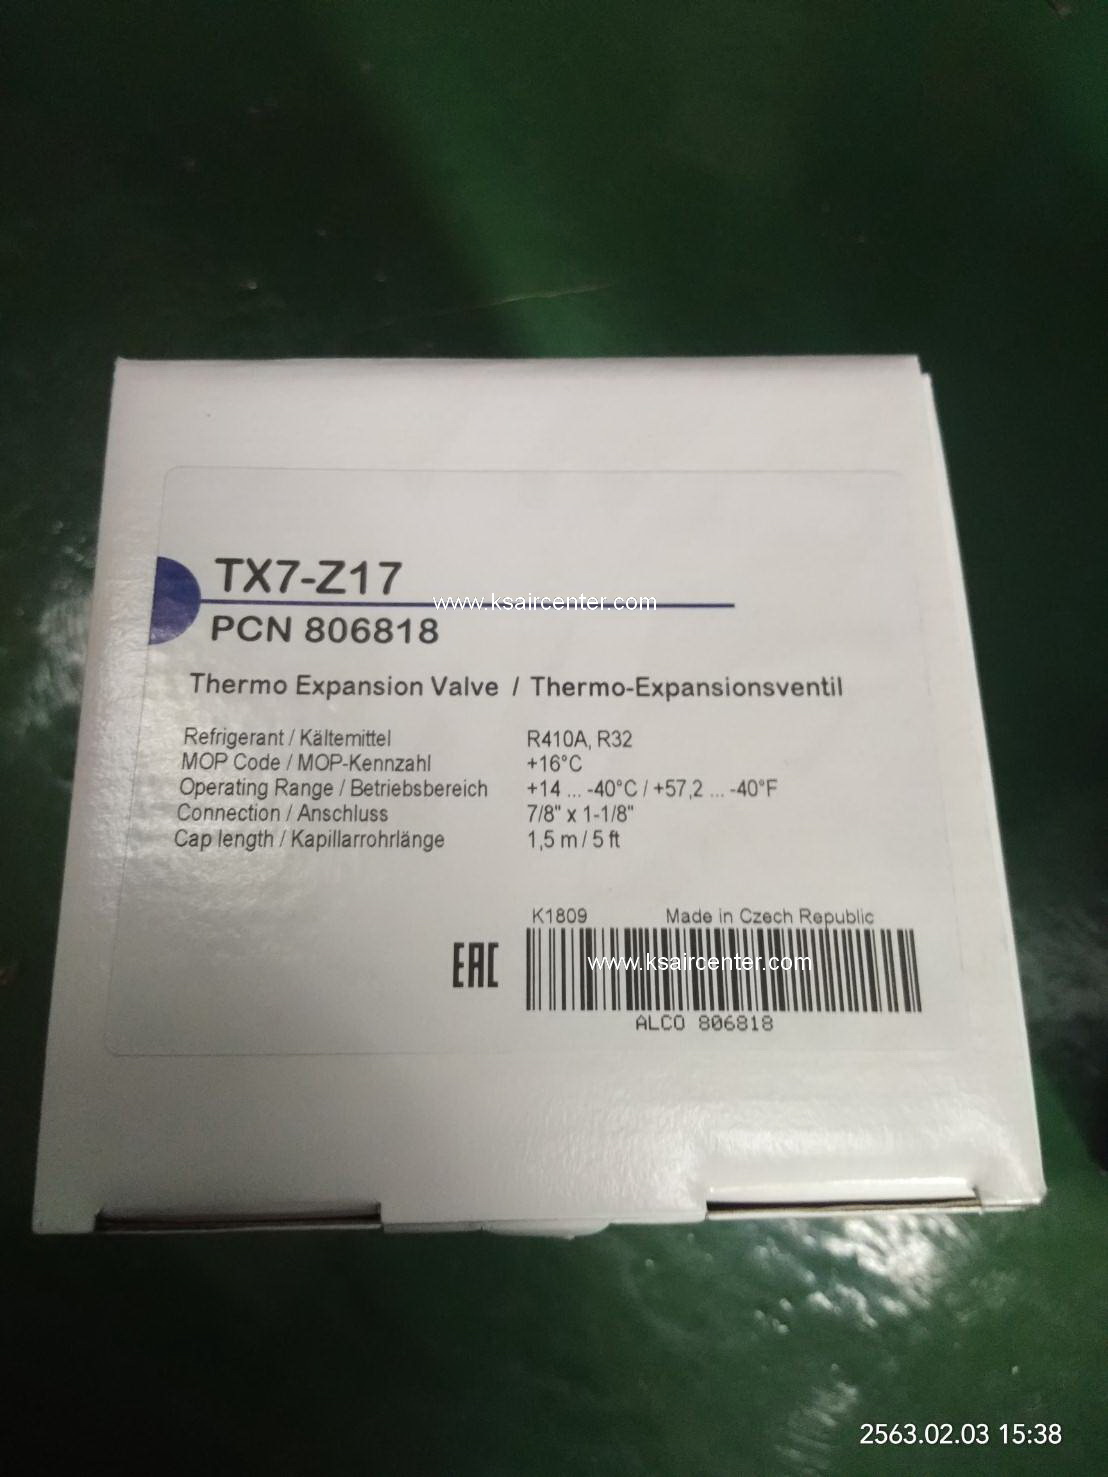 TX7-Z17
www.ksaircenter.com
PCN 806818
Thermo Expansion Valve / Thermo-Expansionsventil
Refrigerant / Kältemittel R410A, R32
MOP Code / MOP-Kennzahl +16°C
Operating Range / Betriebsbereich +14 ... -40°C / +57,2 ... -40°F
Connection / Anschluss 7/8" x 1-1/8"
Cap length / Kapillarrohrlänge 1,5 m / 5 ft
K1809 Made in Czech Republic
EAC
www.ksaircenter.com
ALCO 806818
2563.02.03 15:38